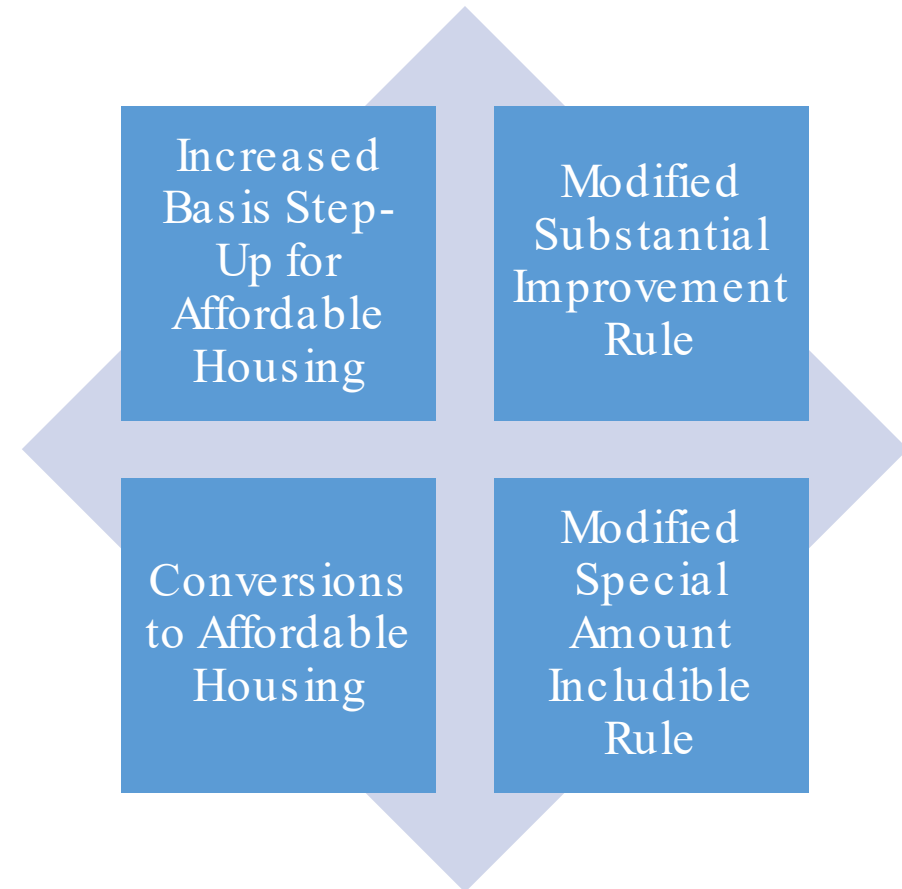 Increased
Basis Step-
Up for
Affordable
Housing
Modified
Substantial
Improvement
Rule
Conversions
to Affordable
Housing
Modified
Special
Amount
Includible
Rule